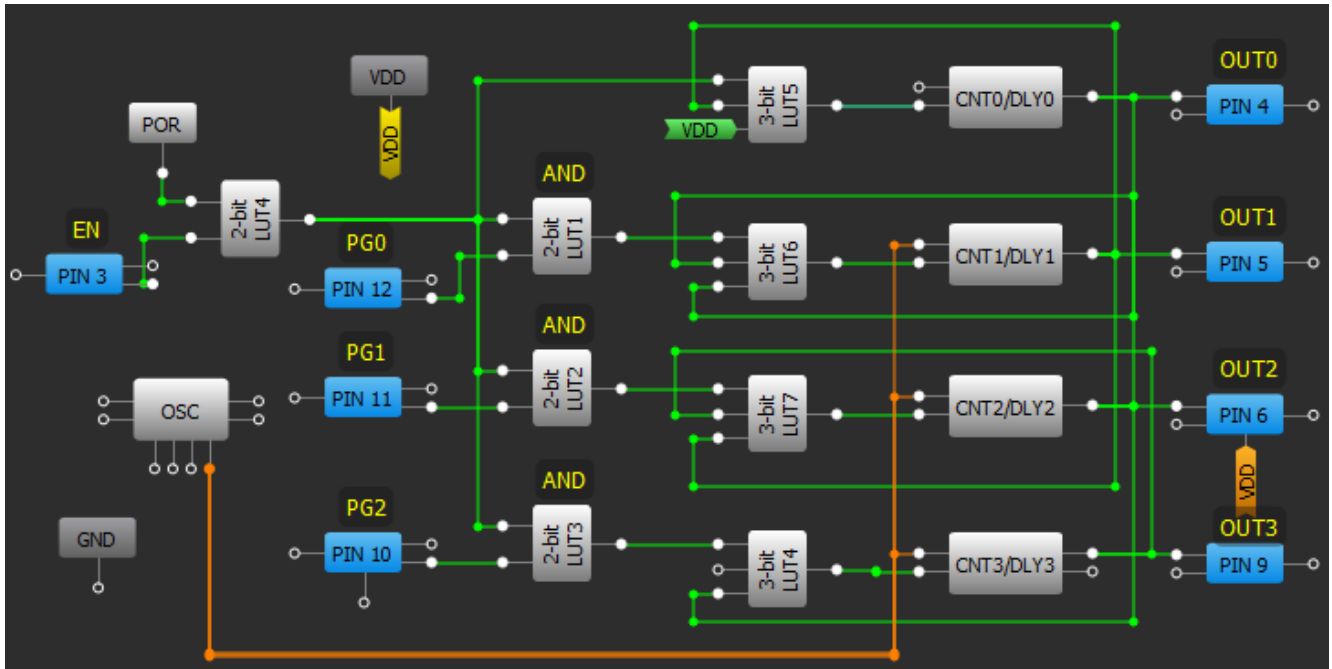 OUT0
VDD
3-bit
LUT5
CNT0/DLY0
PIN 4
POR
VDD
VDD
AND
2-bit
LUT4
OUT1
EN
PG0
2-bit
LUT1
3-bit
LUT6
CNT1/DLY1
PIN 5
PIN 3
PIN 12
AND
PG1
OUT2
2-bit
LUT2
3-bit
LUT7
CNT2/DLY2
PIN 6
OSC
PIN 11
AND
VDD
PG2
OUT3
GND
2-bit
LUT3
3-bit
LUT4
CNT3/DLY3
PIN 9
PIN 10